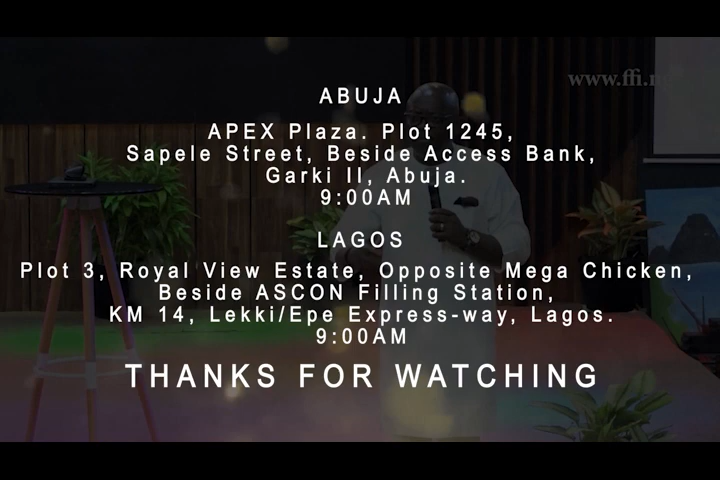 www.ffi.n
ABUJA
APEX Plaza. Plot 1245,
Sapele Street, Beside Access Bank,
Garki II, Abuja.
9:00AM
LAGOS
Plot 3, Royal View Estate, Opposite Mega Chicken,
Beside ASCON Filling Station,
KM 14, Lekki/Epe Express-way, Lagos.
9:00AM
THANKS FOR WATCHING